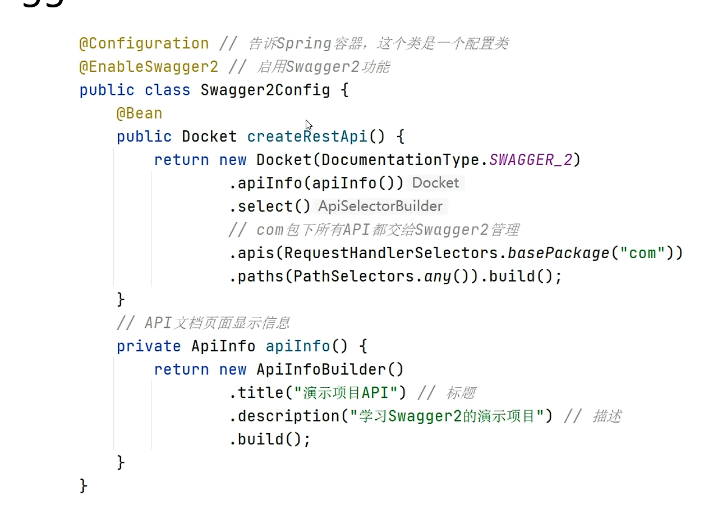 @Configuration // 告诉Spring容器，这个类是一个配置类
@EnableSwagger2 // 启用Swagger2功能
public class Swagger2Config {
@Bean
public Docket createRestApi() {
return new Docket(DocumentationType.SWAGGER_2)
.apiInfo(apiInfo()) Docket
.select() ApiSelectorBuilder
// com包下所有API都交给Swagger2管理
.apis(RequestHandlerSelectors.basePackage("com"))
.paths(PathSelectors.any()).build();
}
// API文档页面显示信息
private ApiInfo apiInfo() {
return new ApiInfoBuilder()
.title("演示项目API") // 标题
.description("学习Swagger2的演示项目") // 描述
.build();
}
}